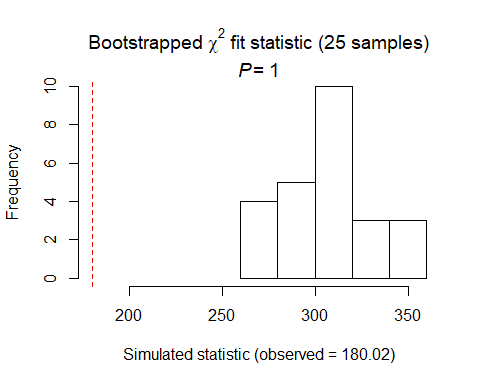 Bootstrapped χ² fit statistic (25 samples)
P = 1
Frequency
10
8
6
4
2
0
200 250 300 350
Simulated statistic (observed = 180.02)